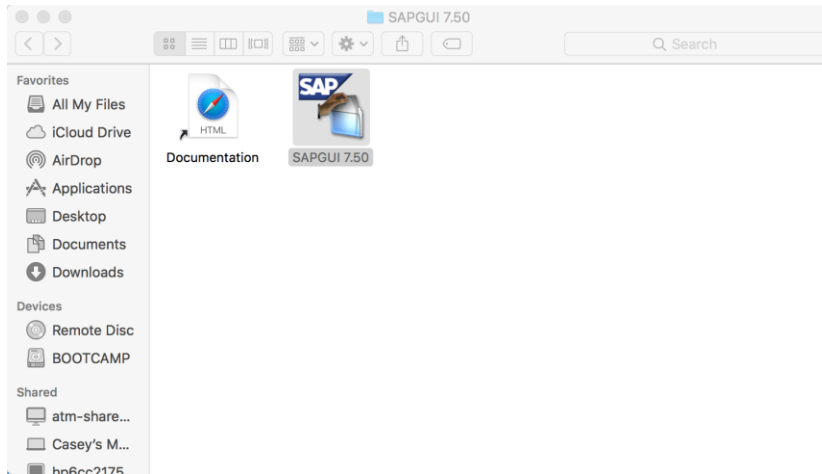 SAPGUI 7.50
Search
Favorites
All My Files
iCloud Drive
AirDrop
Applications
Desktop
Documents
Downloads
Devices
Remote Disc
BOOTCAMP
Shared
atm-share...
Casey's M...
hp6cc2175
HTML
SAP
Documentation
SAPGUI 7.50